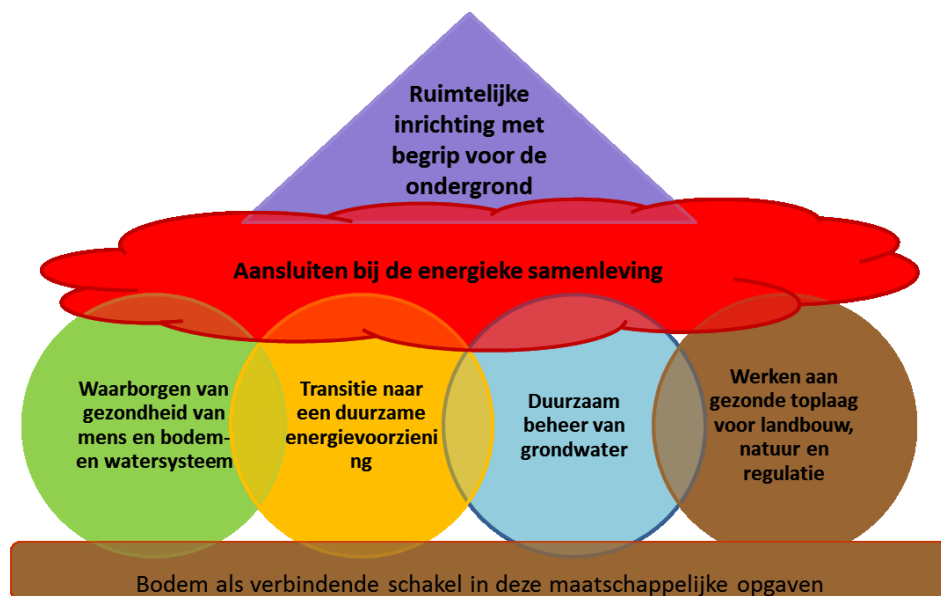 Ruimtelijke
inrichting met
begrip voor de
ondergrond
Aansluiten bij de energieke samenleving
Waarborgen van
gezondheid van
mens en bodem-
en watersysteem
Transitie naar
een duurzame
energievoorzieni
ng
Duurzaam
beheer van
grondwater
Werken aan
gezonde toplaag
voor landbouw,
natuur en
regulatie
Bodem als verbindende schakel in deze maatschappelijke opgaven